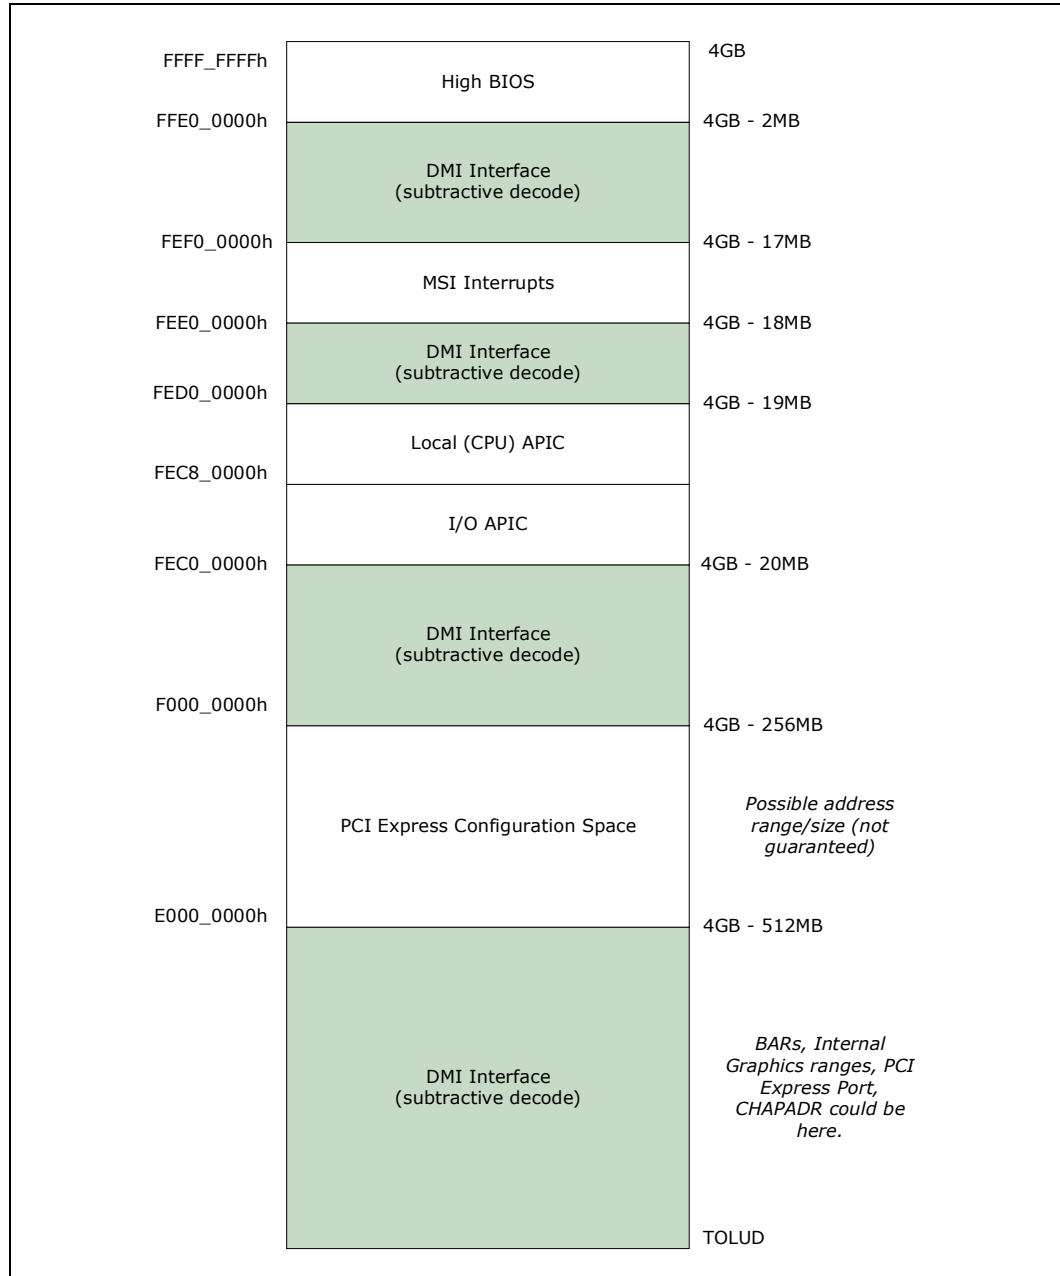 FFFF_FFFFh
4GB
High BIOS
FFE0_0000h
4GB - 2MB
DMI Interface
(subtractive decode)
FEF0_0000h
4GB - 17MB
MSI Interrupts
FEE0_0000h
4GB - 18MB
DMI Interface
(subtractive decode)
FED0_0000h
4GB - 19MB
Local (CPU) APIC
FEC8_0000h
I/O APIC
FEC0_0000h
4GB - 20MB
DMI Interface
(subtractive decode)
F000_0000h
4GB - 256MB
PCI Express Configuration Space
Possible address
range/size (not
guaranteed)
E000_0000h
4GB - 512MB
DMI Interface
(subtractive decode)
BARs, Internal
Graphics ranges, PCI
Express Port,
CHAPADR could be
here.
TOLUD